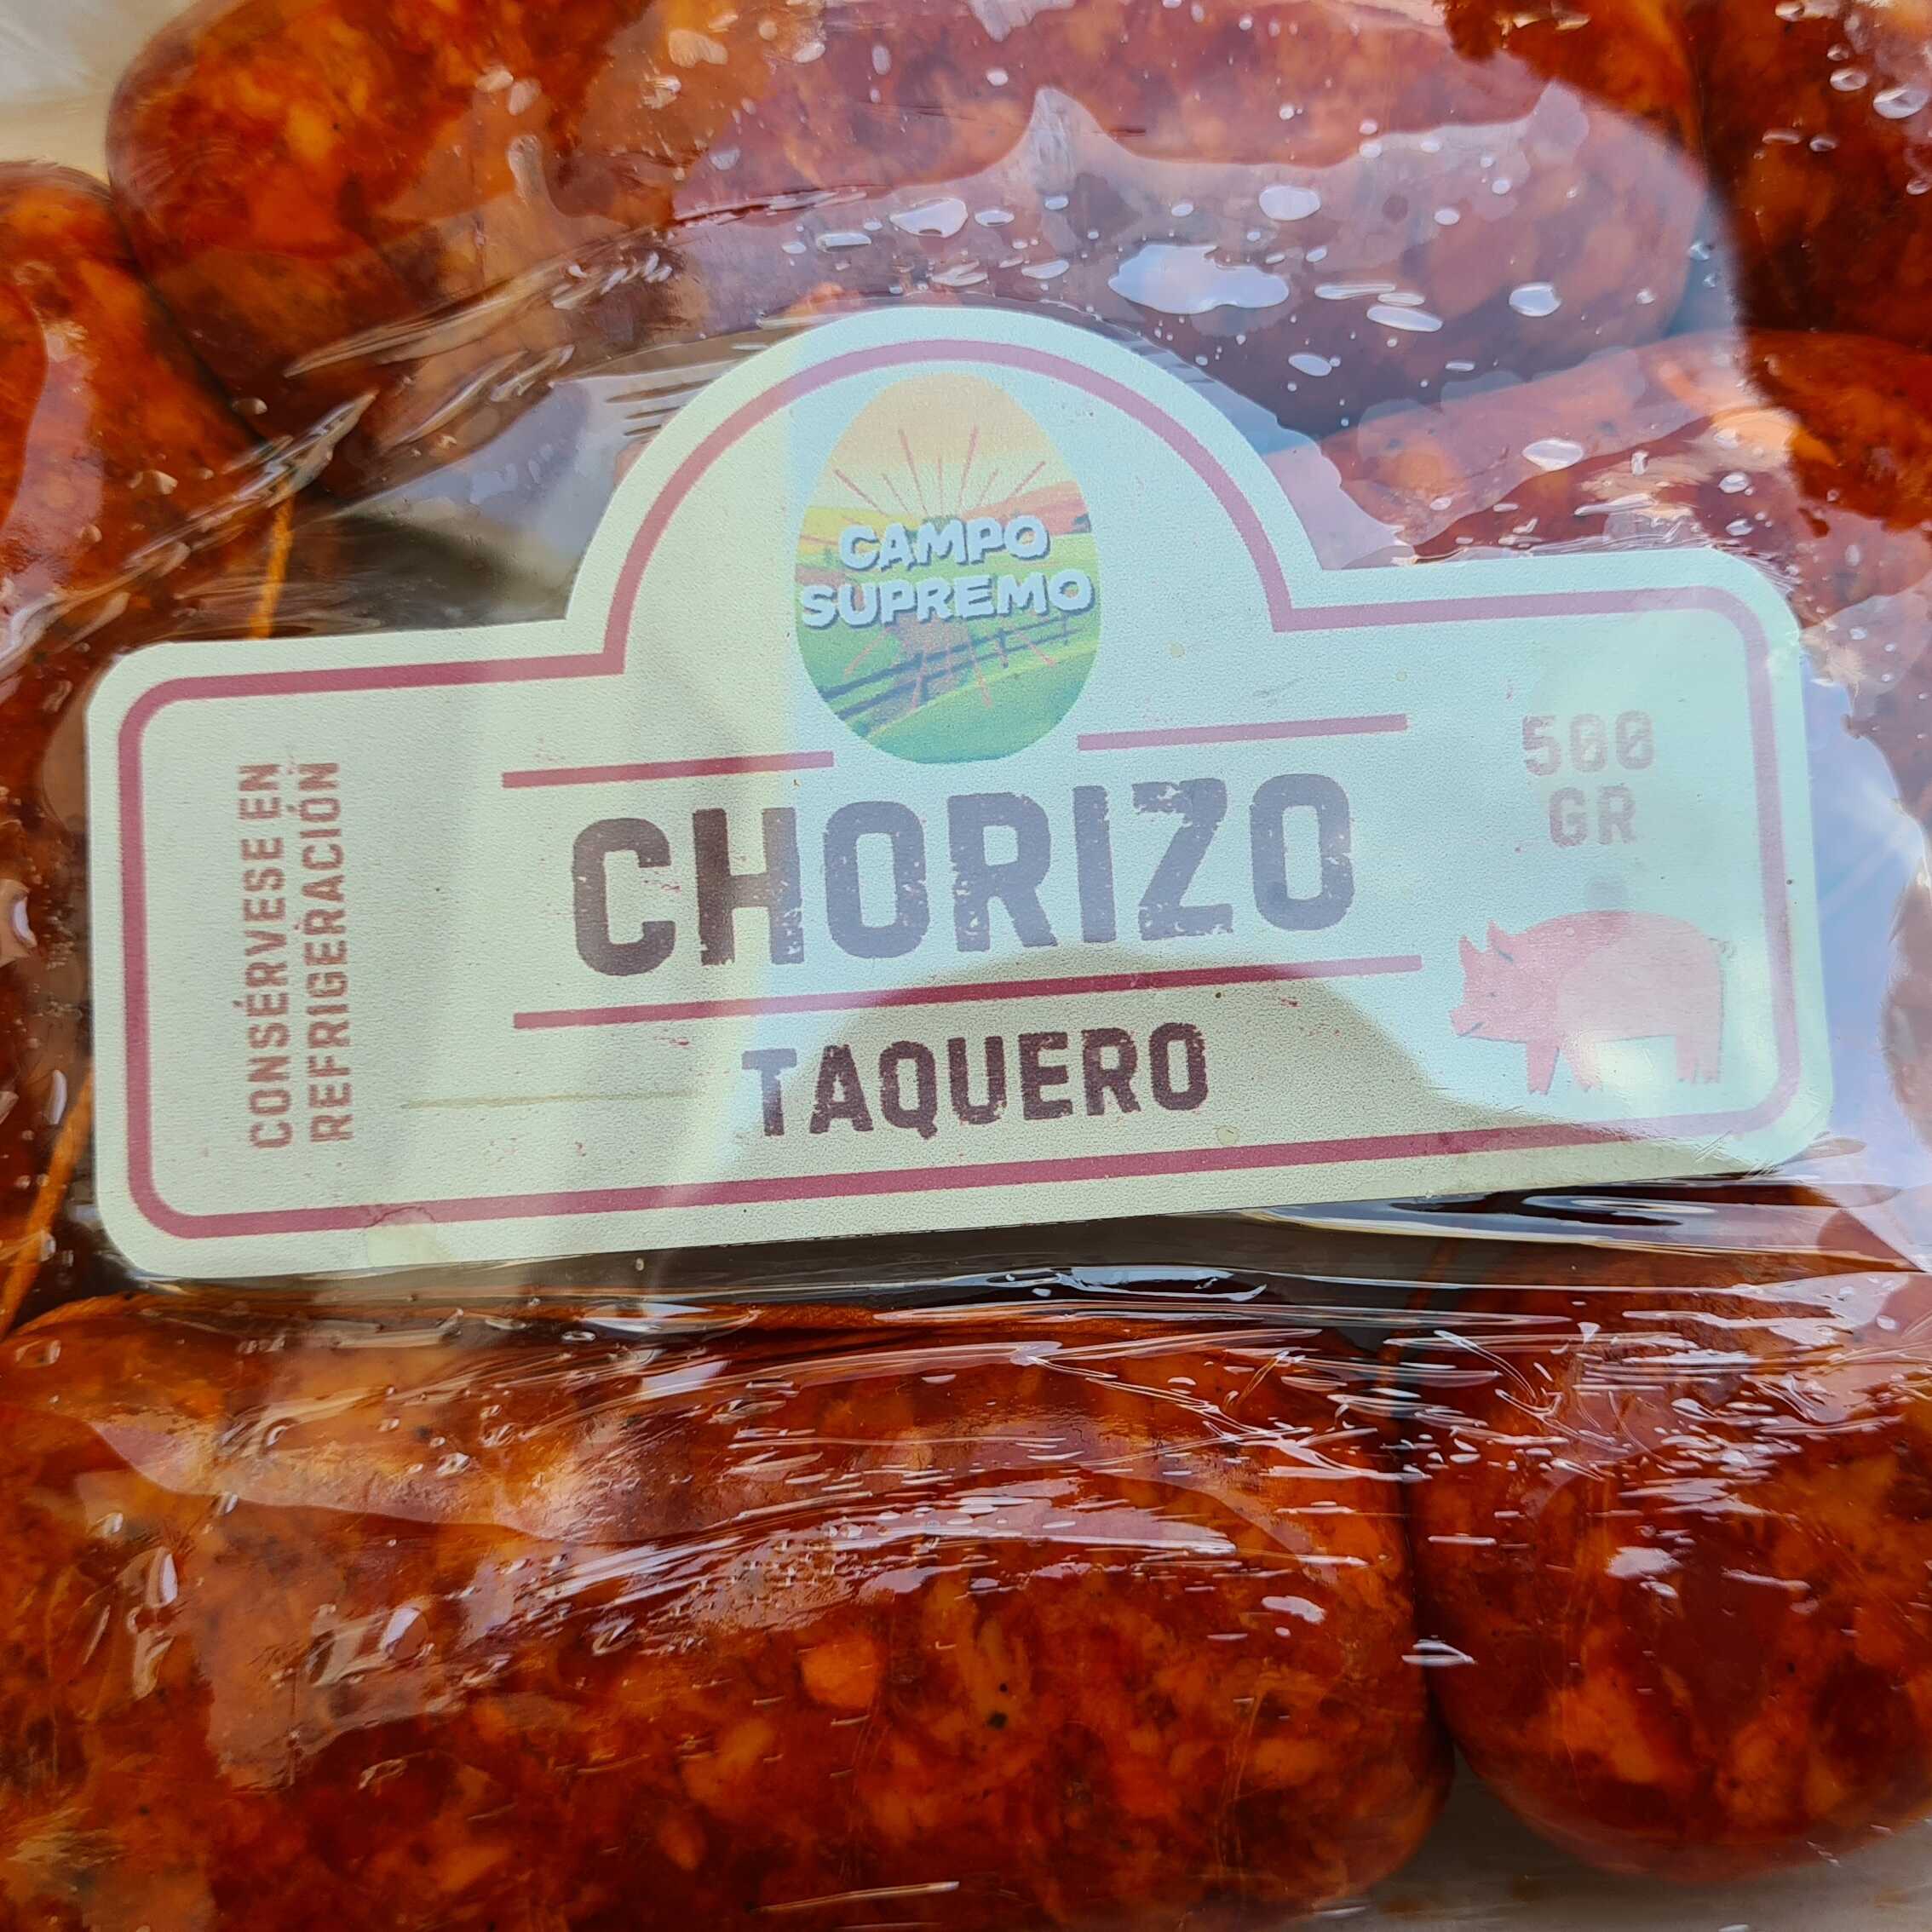 CAMPO
SUPREMO
CONSÉRVESE EN
REFRIGERACIÓN
CHORIZO
500
GR
TAQUERO